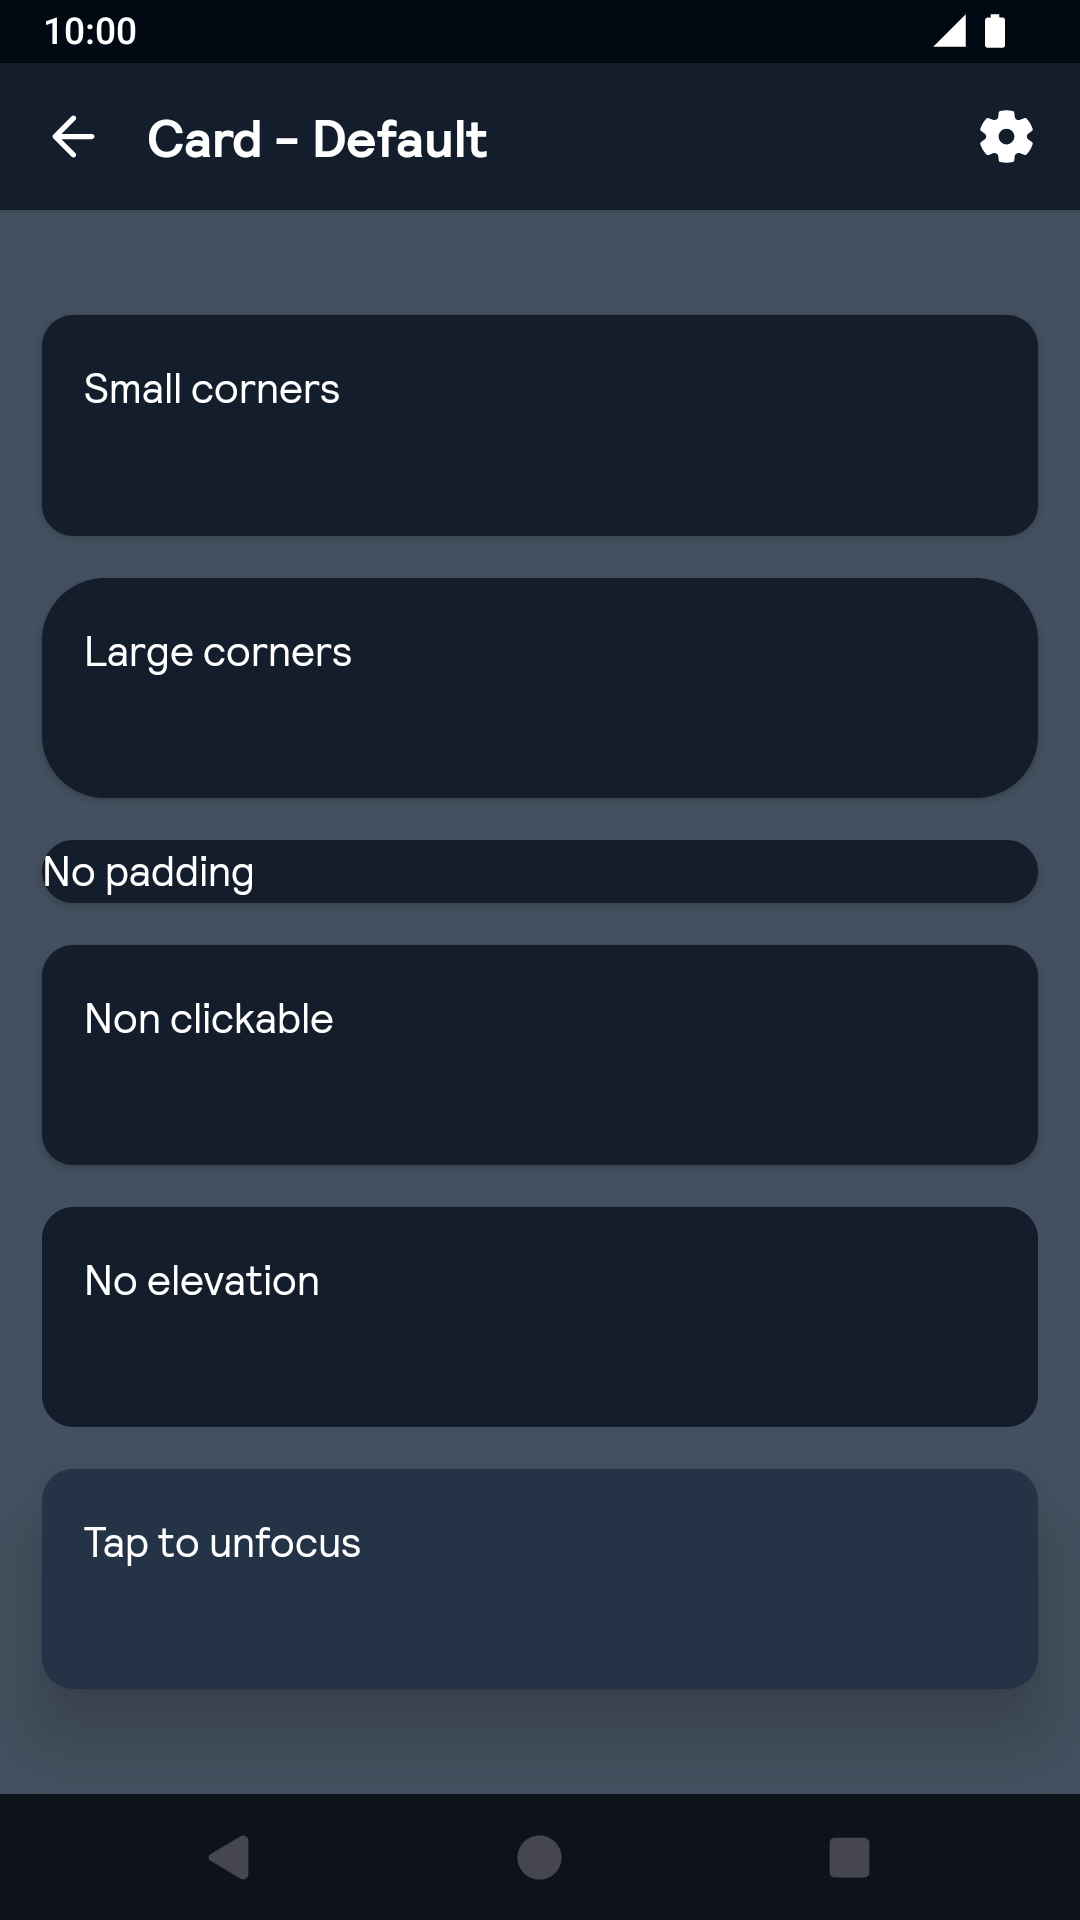 10:00
Card - Default
Small corners
Large corners
No padding
Non clickable
No elevation
Tap to unfocus